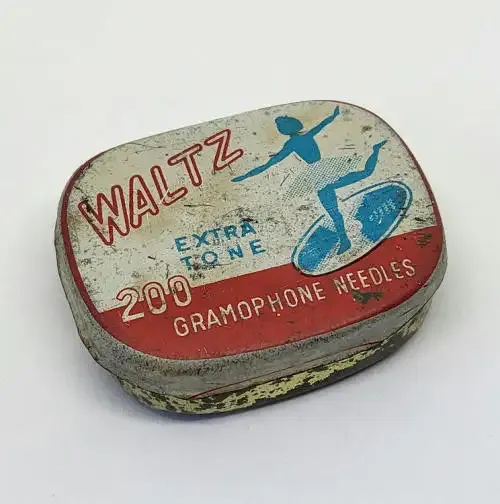 WALTZ
EXTRA
TONE
200
GRAMOPHONE NEEDLES